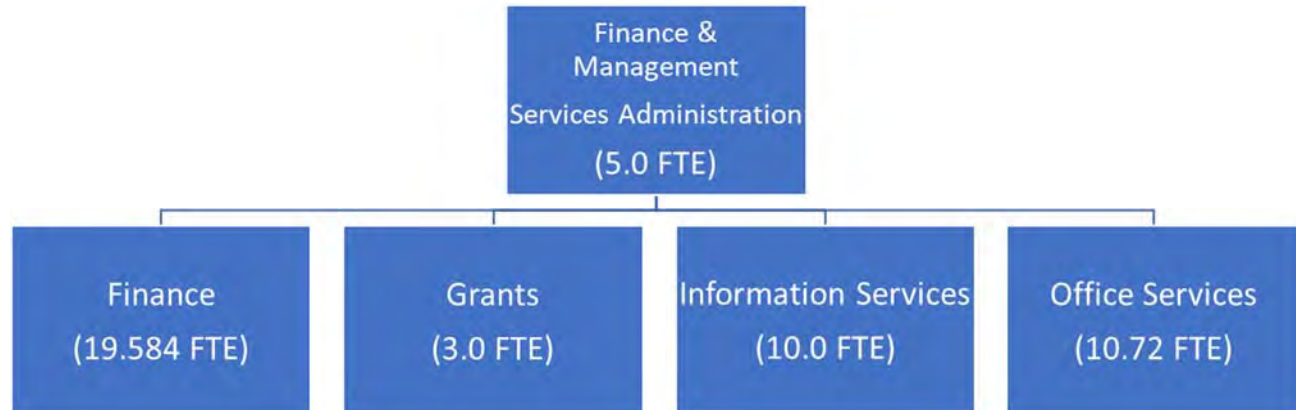 Finance &
Management
Services Administration
(5.0 FTE)
Finance
(19.584 FTE)
Grants
(3.0 FTE)
Information Services
(10.0 FTE)
Office Services
(10.72 FTE)